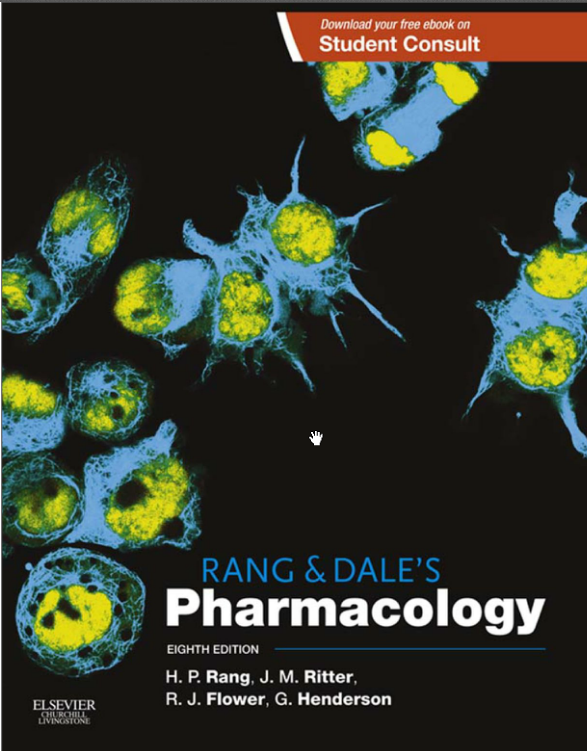 Download your free ebook on
Student Consult
RANG & DALE'S
Pharmacology
EIGHTH EDITION
H. P. Rang, J. M. Ritter,
R. J. Flower, G. Henderson
ELSEVIER
CHURCHILL
LIVINGSTONE